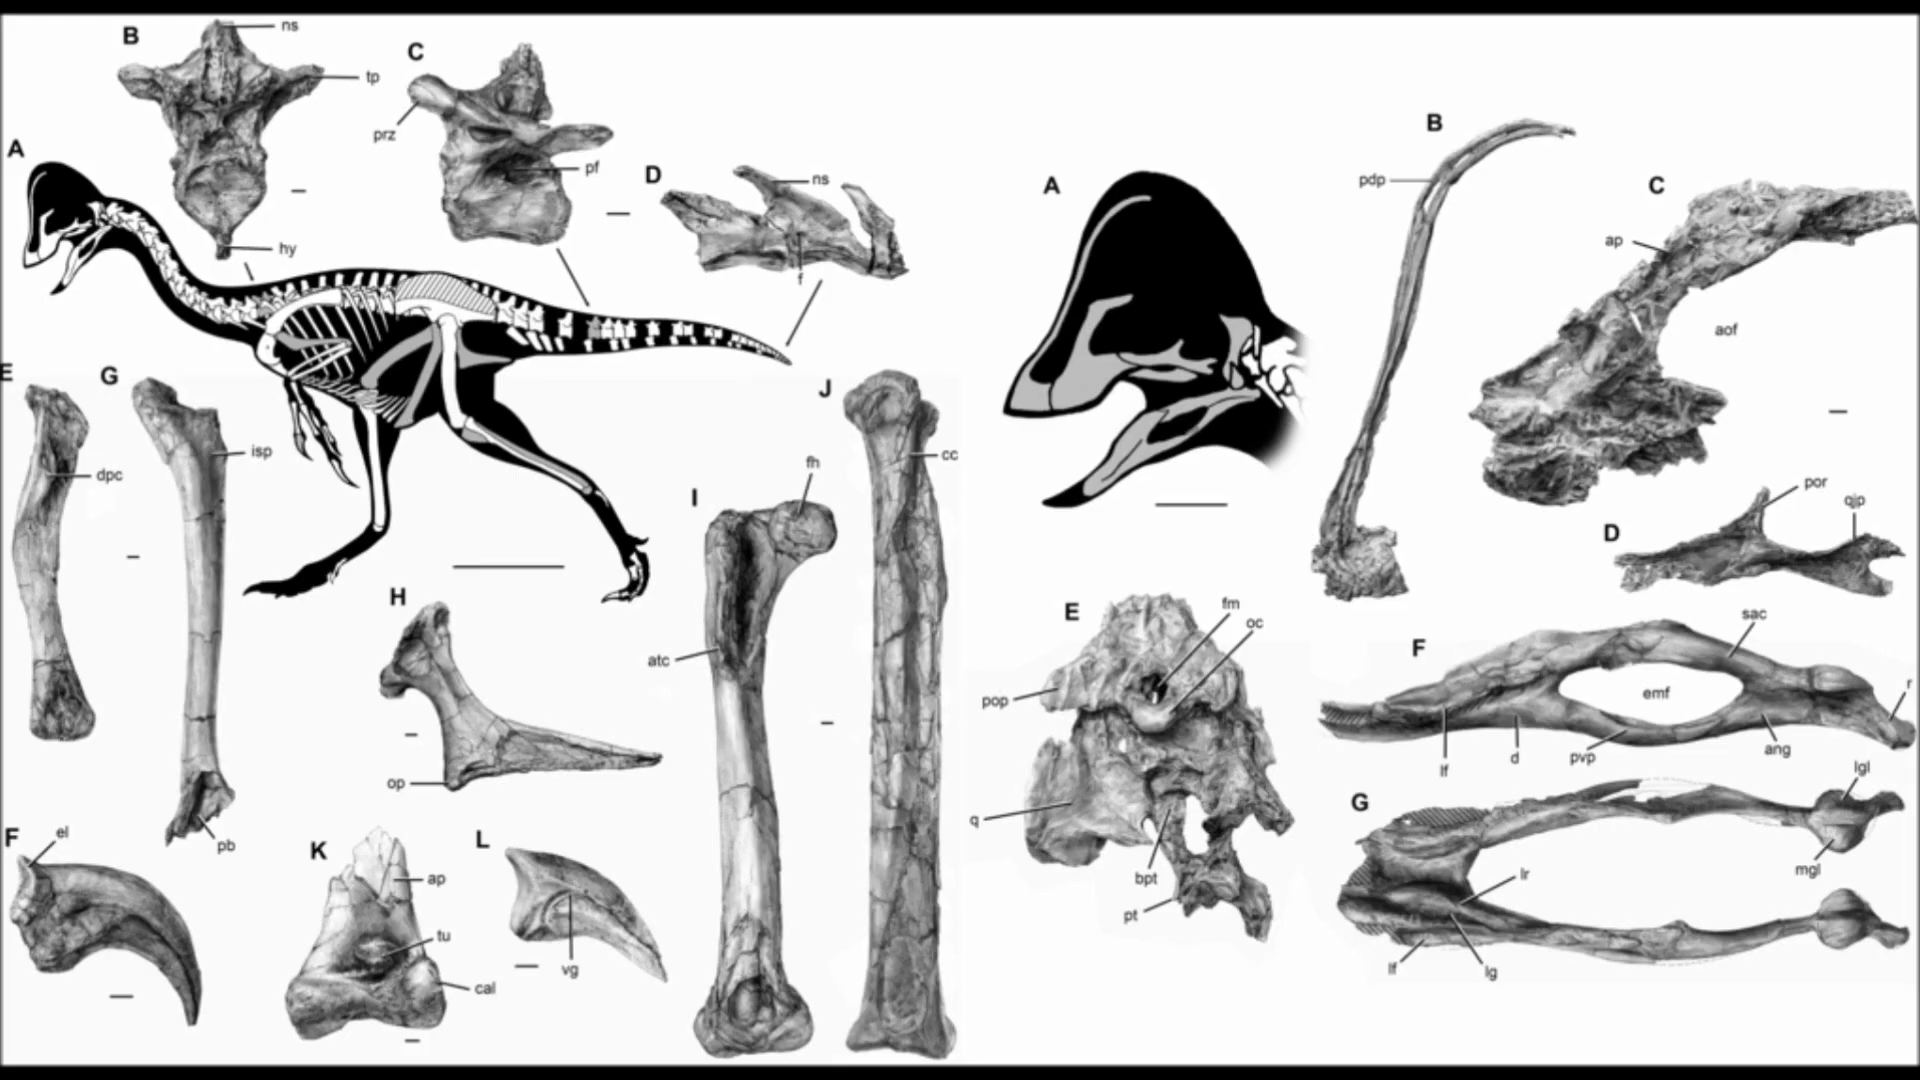 B
ns
tp
hy
C
prz
pf
D
ns
f
A
E
dpc
G
isp
pb
F
el
H
op
K
ap
tu
cal
L
vg
I
fh
atc
J
cc
A
B
pdp
C
ap
aof
D
por
qjp
E
fm
oc
pop
q
bpt
pt
F
sac
emf
r
lf
d
pvp
ang
G
lgl
mgl
lr
lf
lg